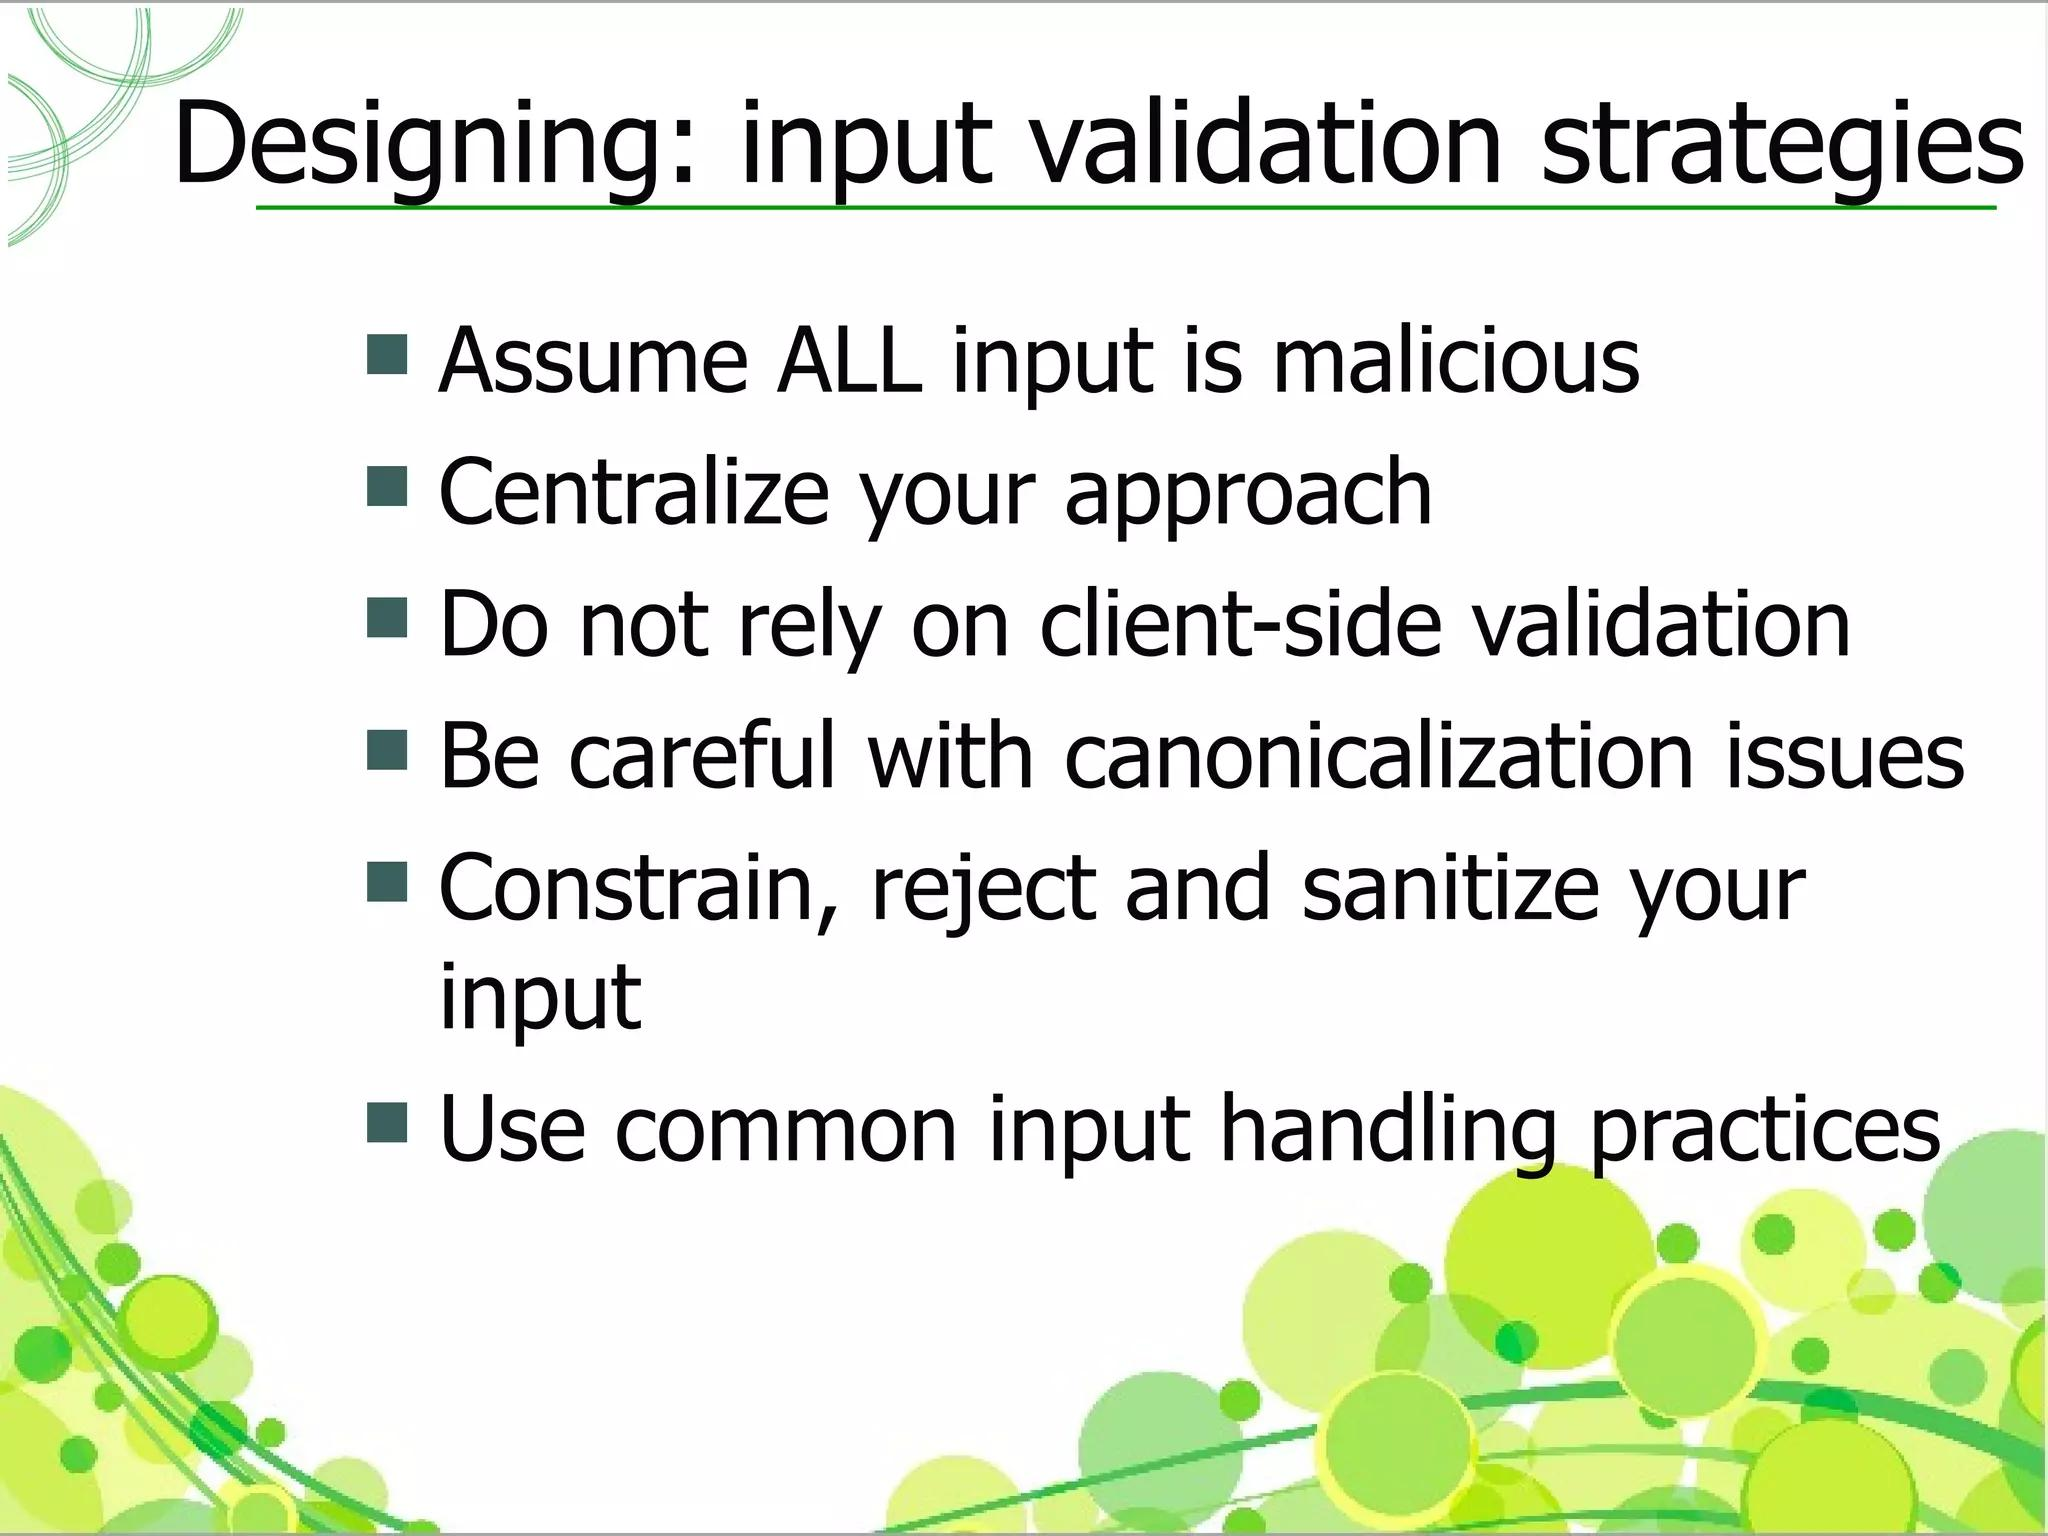 Designing: input validation strategies
Assume ALL input is malicious
Centralize your approach
Do not rely on client-side validation
Be careful with canonicalization issues
Constrain, reject and sanitize your
input
Use common input handling practices